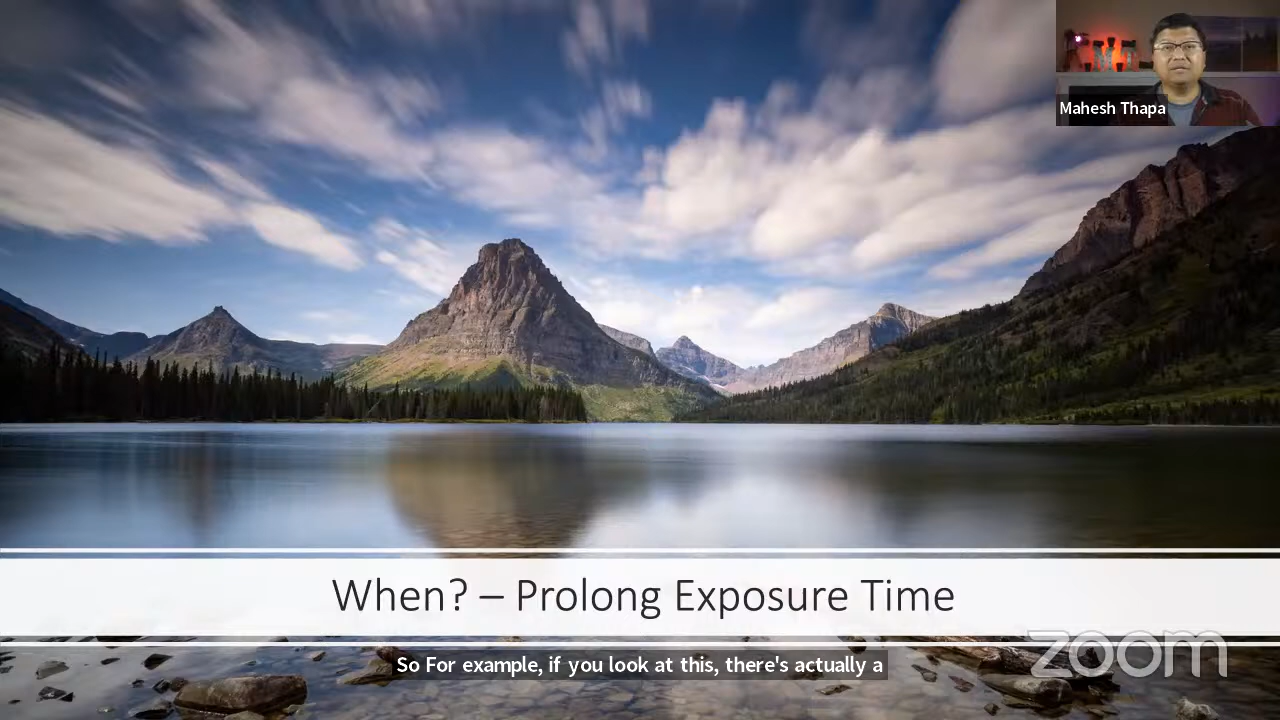 Mahesh Thapa
When? – Prolong Exposure Time
zoom
So For example, if you look at this, there's actually a